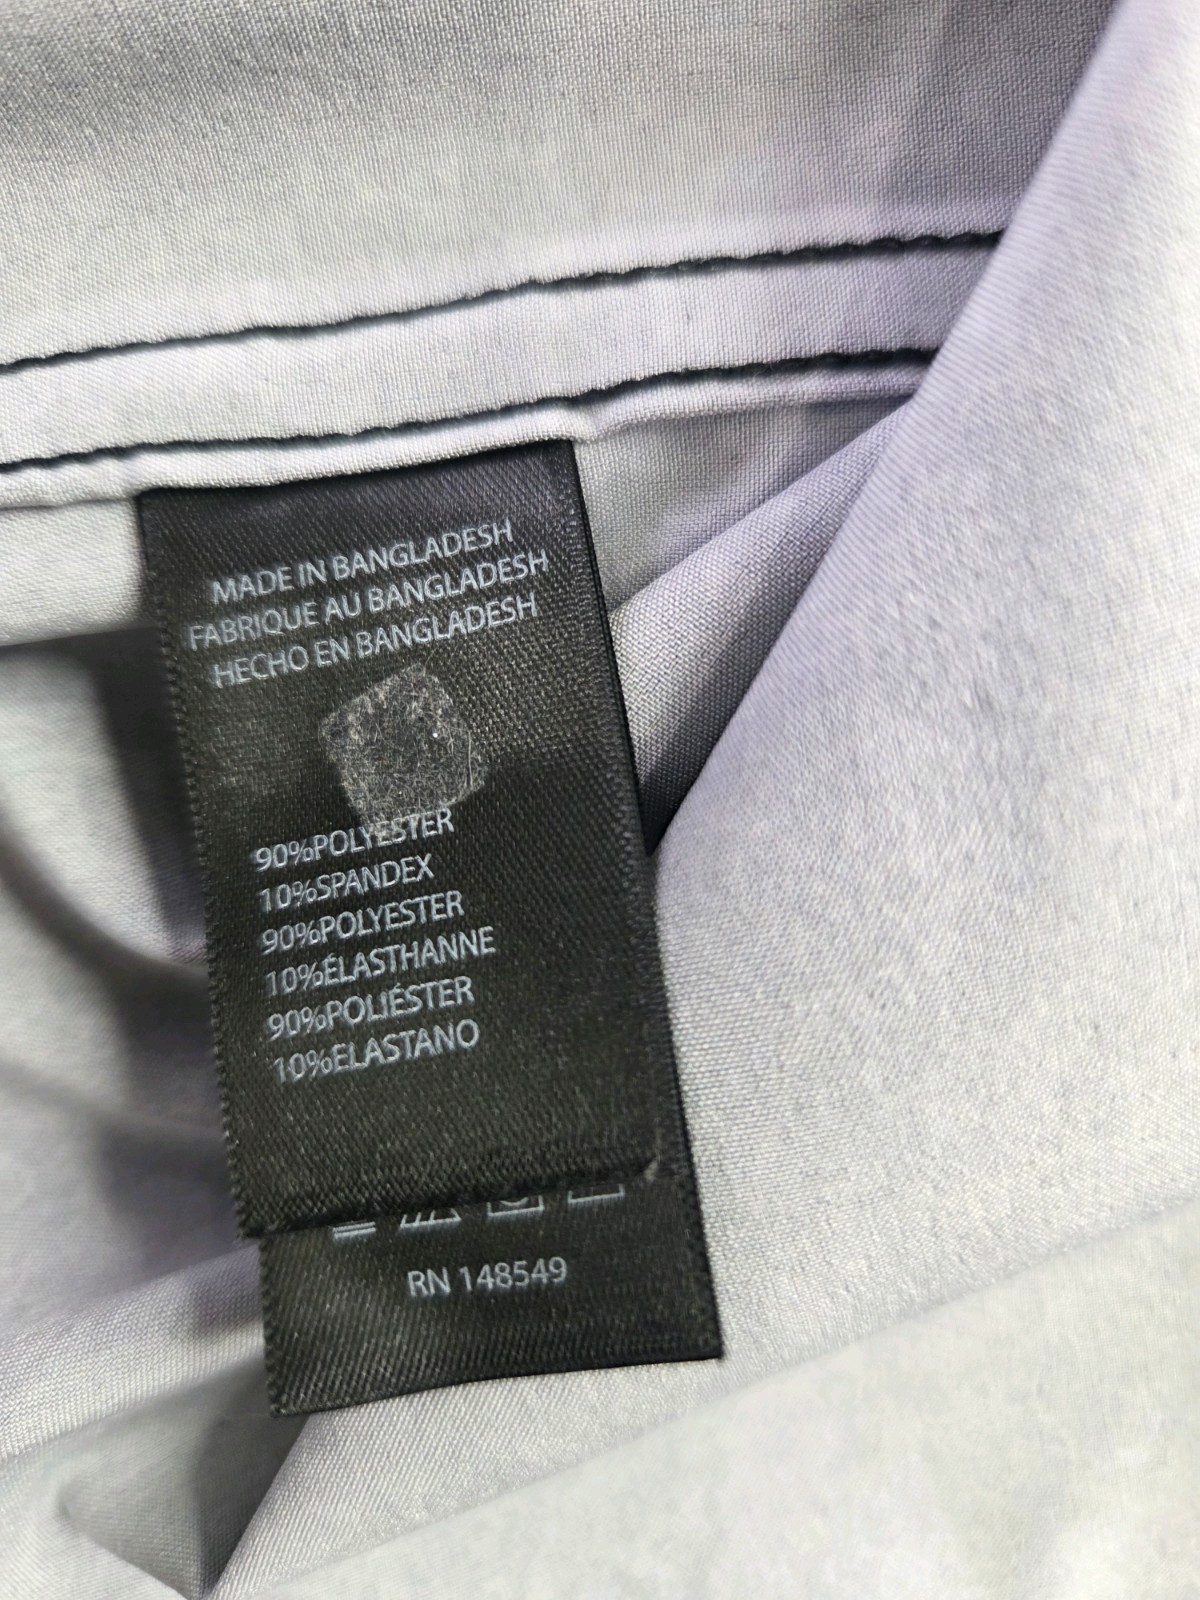 MADE IN BANGLADESH
FABRIQUE AU BANGLADESH
HECHO EN BANGLADESH
90%POLYESTER
10%SPANDEX
90%POLYESTER
10%ÉLASTHANNE
90%POLIÉSTER
10%ELASTANO
RN 148549